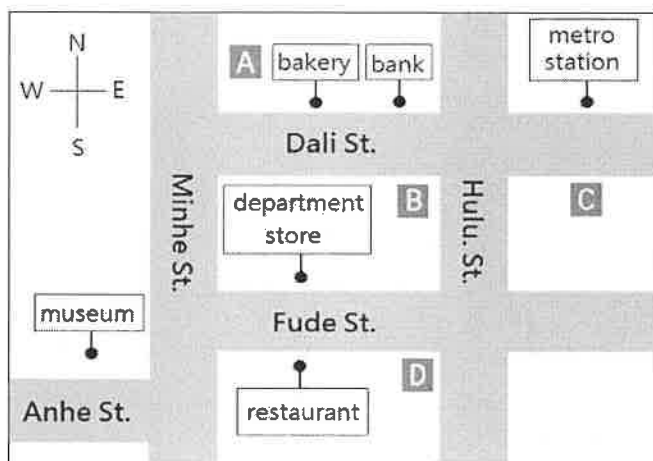 N
W E
S
A
bakery
bank
metro
station
Dali St.
Minhe St.
department
store
B
Hulu. St.
C
museum
Fude St.
D
Anhe St.
restaurant